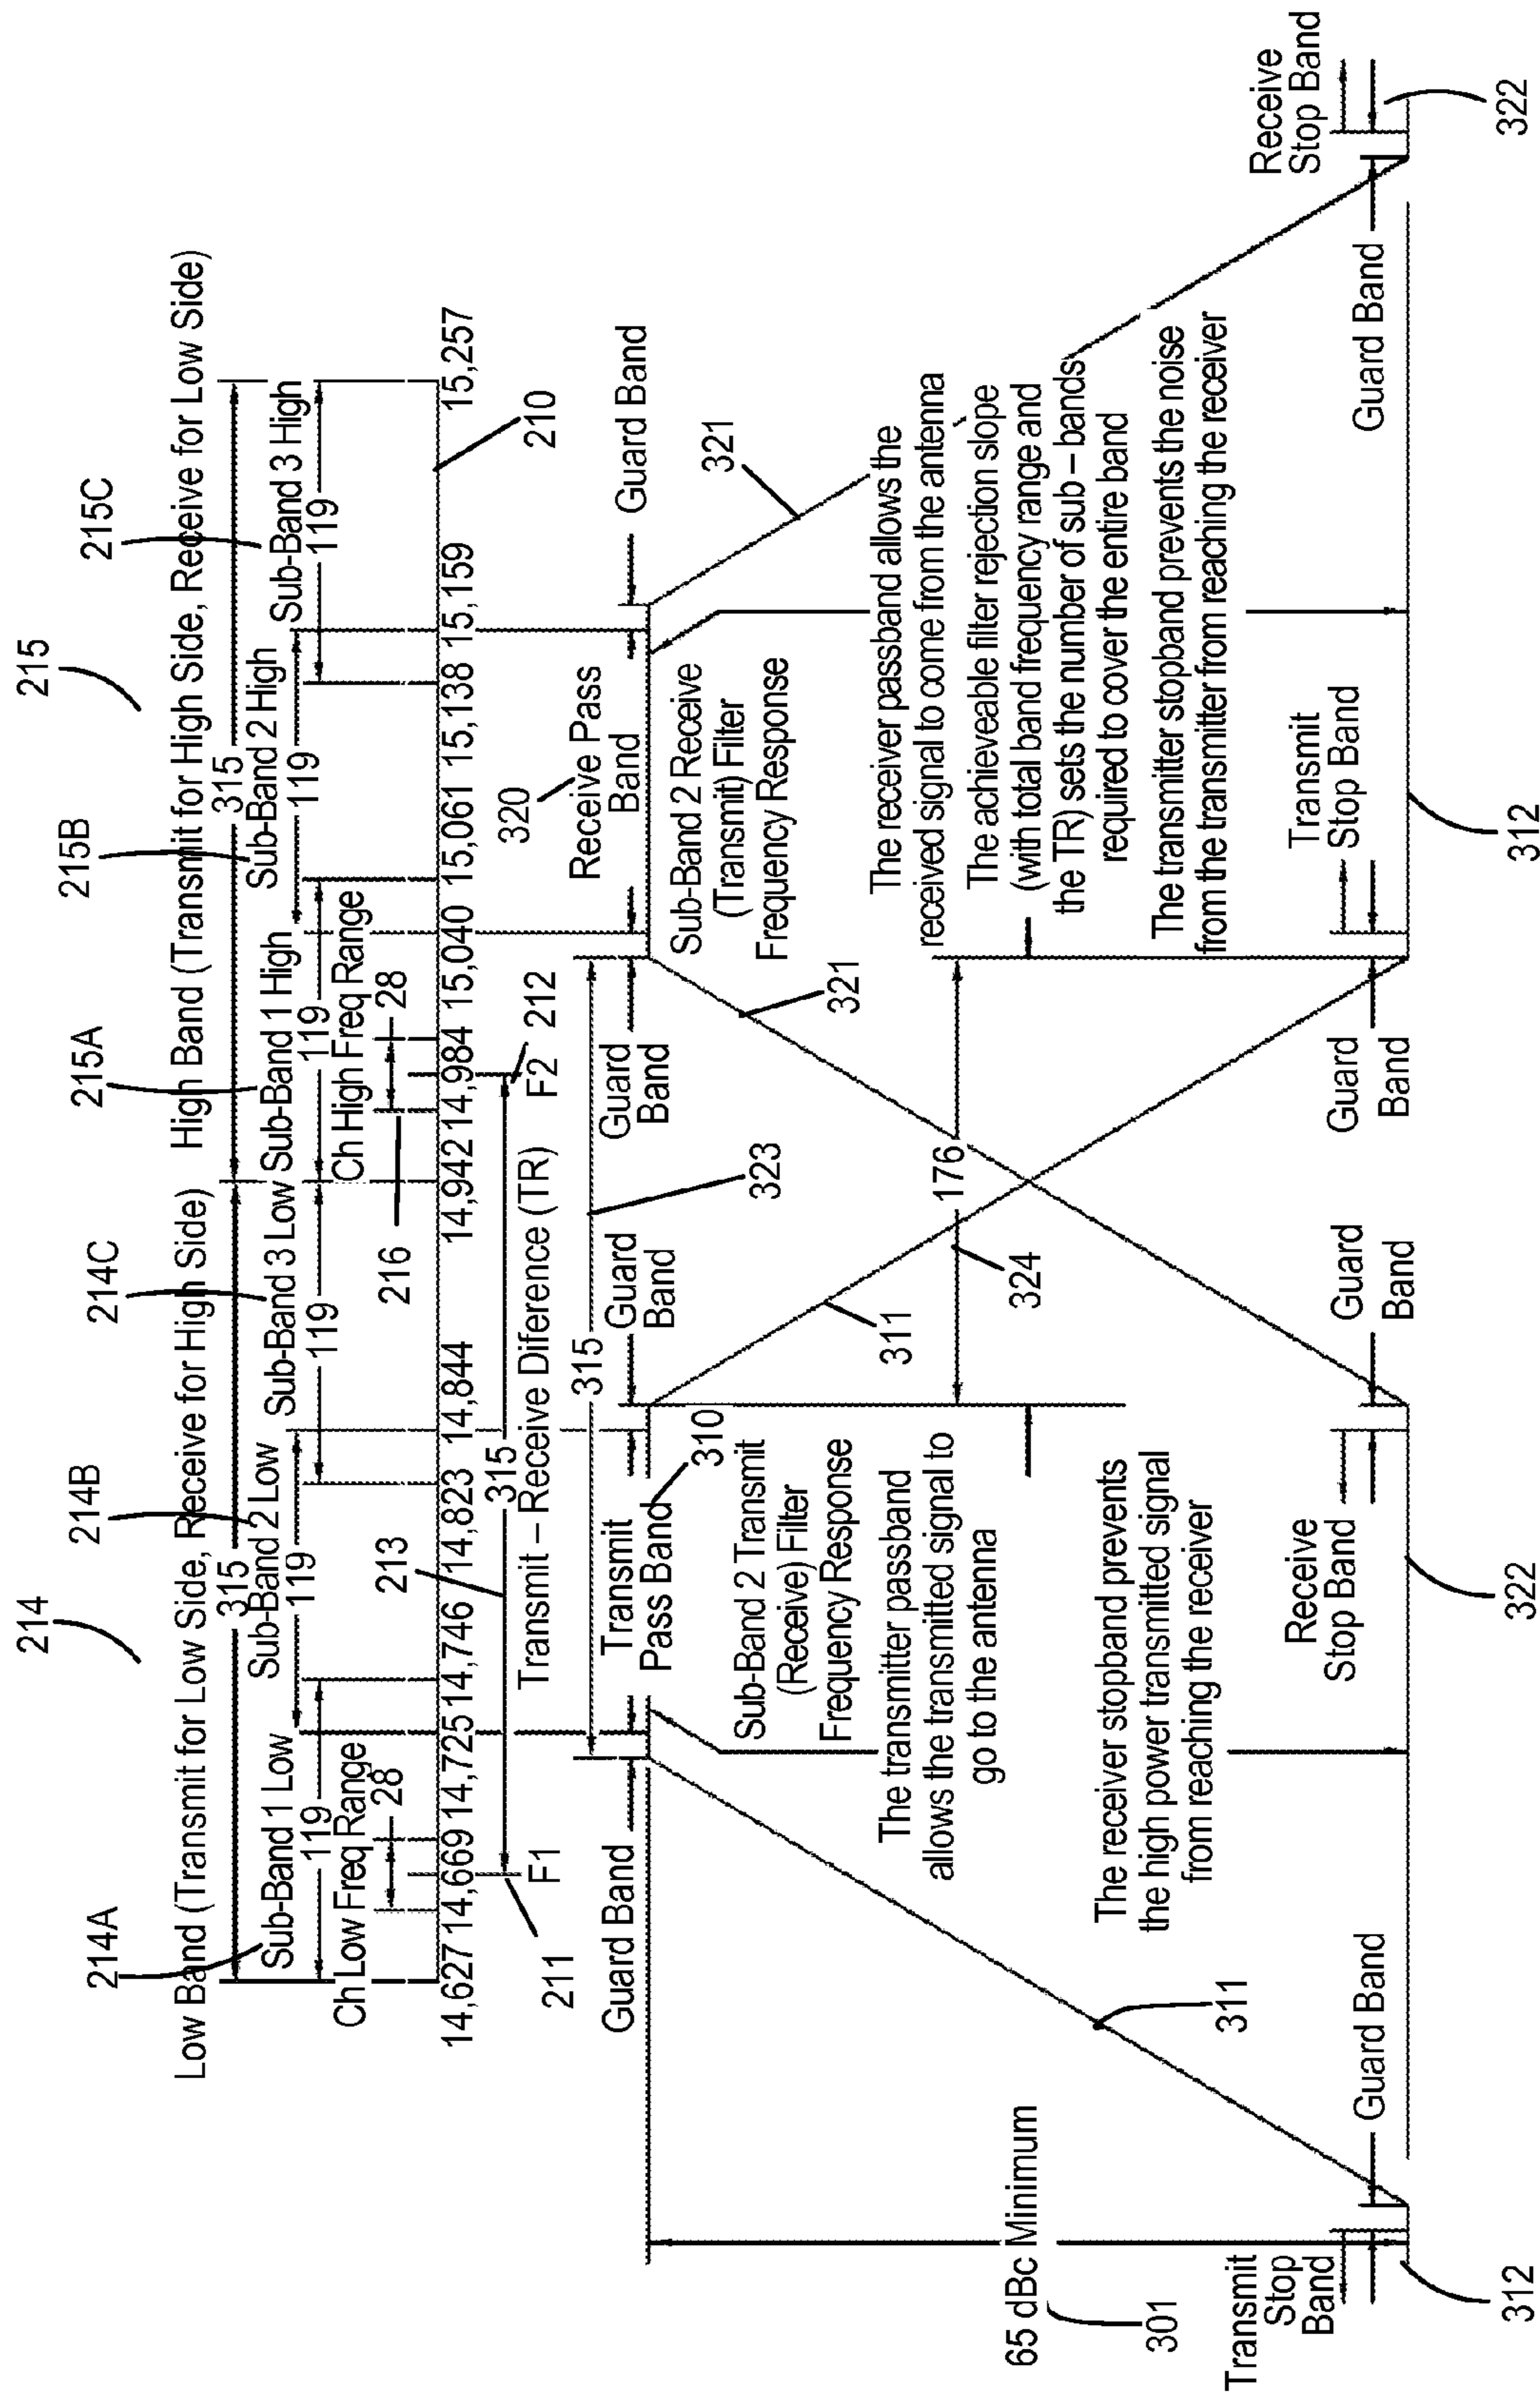 214
215
214A
214B
214C
215A
215B
215C
Low Band (Transmit for Low Side, Receive for High Side)
High Band (Transmit for High Side, Receive for Low Side)
315
315
Sub-Band 1 Low
Sub-Band 2 Low
Sub-Band 3 Low
Sub-Band 1 High
Sub-Band 2 High
Sub-Band 3 High
119
119
119
119
119
119
Ch Low Freq Range
28
Ch High Freq Range
28
216
213
14,627
14,669
14,725
14,746
14,823
14,844
14,942
14,984
15,040
15,061
15,138
15,159
15,257
210
315
211
F1
F2
212
Transmit – Receive Diference (TR)
320
315
323
Guard Band
Transmit
Pass Band
310
Guard
Band
Guard
Band
Receive Pass
Band
Guard Band
Sub-Band 2 Transmit
(Receive) Filter
Frequency Response
Sub-Band 2 Receive
(Transmit) Filter
Frequency Response
321
321
311
The transmitter passband
allows the transmitted signal to
go to the antenna
The receiver passband allows the
received signal to come from the antenna
176
324
The achieveable filter rejection slope
(with total band frequency range and
the TR) sets the number of sub – bands
required to cover the entire band
65 dBc Minimum
301
The receiver stopband prevents
the high power transmitted signal
from reaching the receiver
The transmitter stopband prevents the noise
from the transmitter from reaching the receiver
311
Transmit
Stop
Band
Guard Band
Receive
Stop Band
Guard
Band
Guard
Band
Transmit
Stop Band
Guard Band
Receive
Stop Band
312
322
312
322